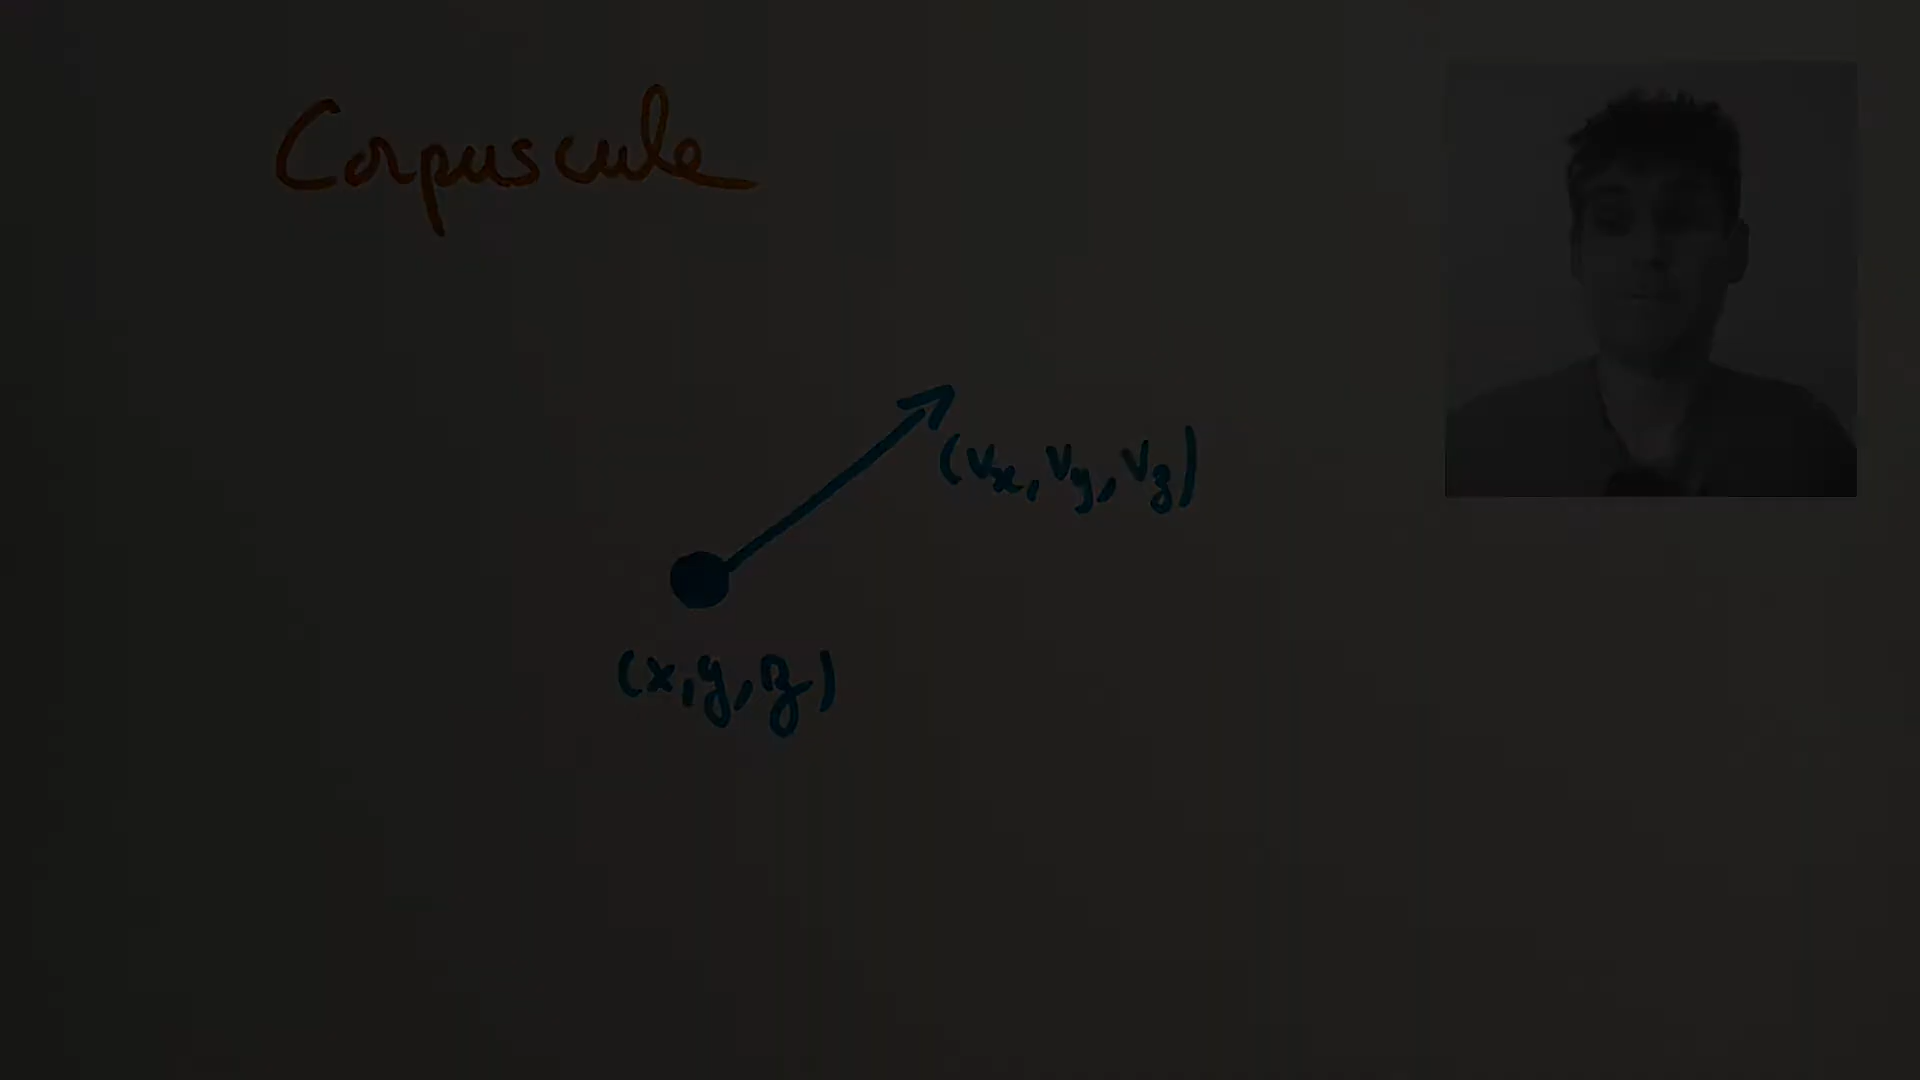 Corpuscule
(vx, vy, vz)
(x, y, z)